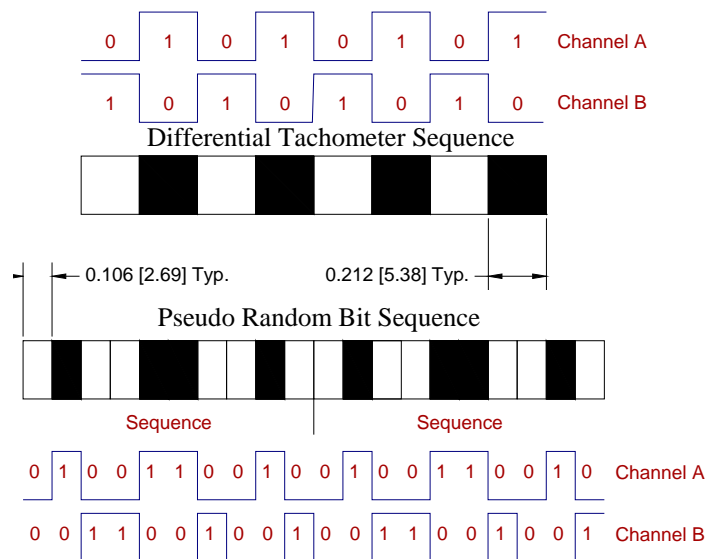 0 1 0 1 0 1 0 1 Channel A
1 0 1 0 1 0 1 0 Channel B
Differential Tachometer Sequence
0.106 [2.69] Typ. 0.212 [5.38] Typ.
Pseudo Random Bit Sequence
Sequence Sequence
0 1 0 0 1 1 0 0 1 0 0 1 0 0 1 1 0 0 1 0 Channel A
0 0 1 1 0 0 1 0 0 1 0 0 1 1 0 0 1 0 0 1 Channel B